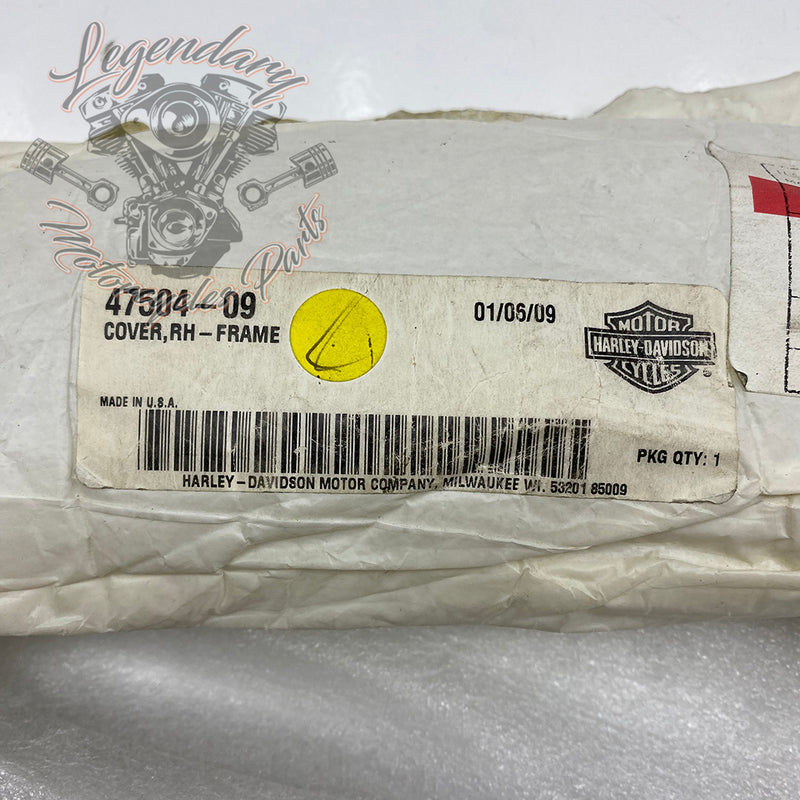 Legendary
Motorcycles Parts
47504-09
COVER, RH-FRAME
01/06/09
MOTOR
HARLEY-DAVIDSON
CYCLES
®
MADE IN U.S.A.
PKG QTY: 1
HARLEY-DAVIDSON MOTOR COMPANY, MILWAUKEE WI. 53201 85009